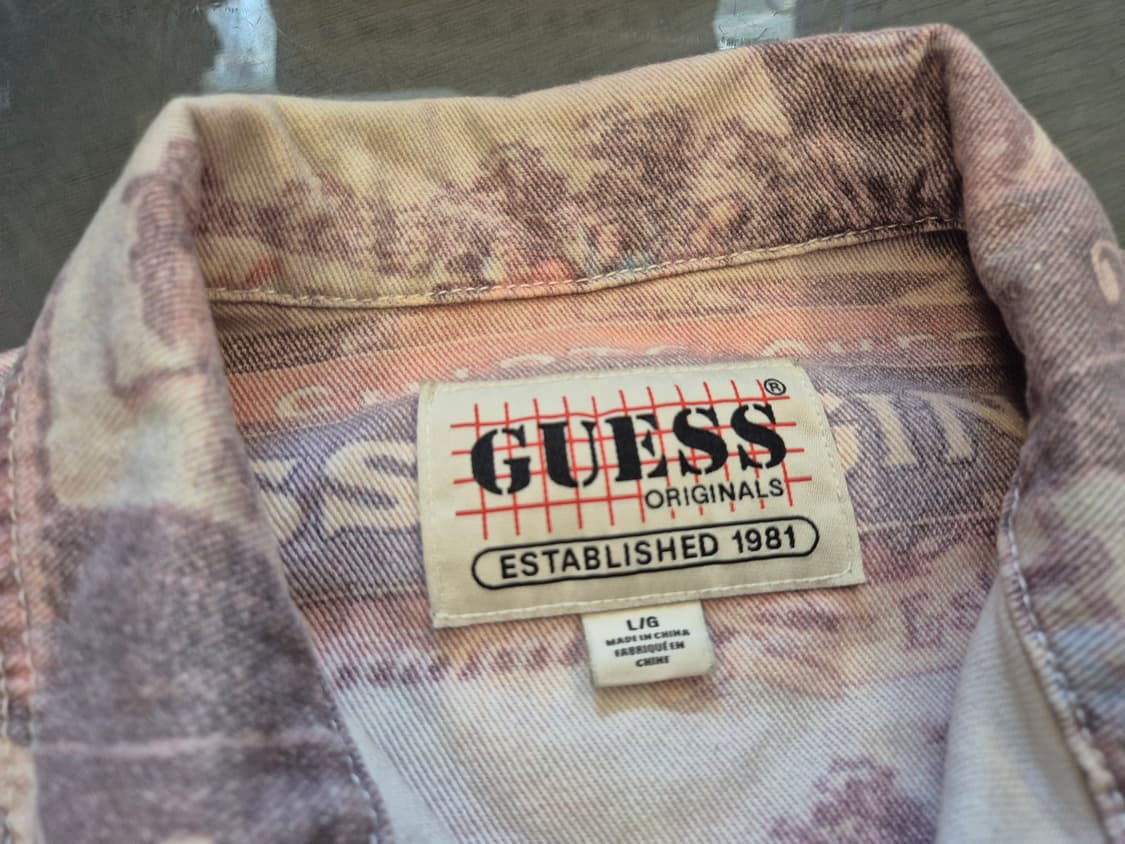 GUESS®
ORIGINALS
ESTABLISHED 1981
L/G
MADE IN CHINA
FABRIQUÉ EN
CHINE